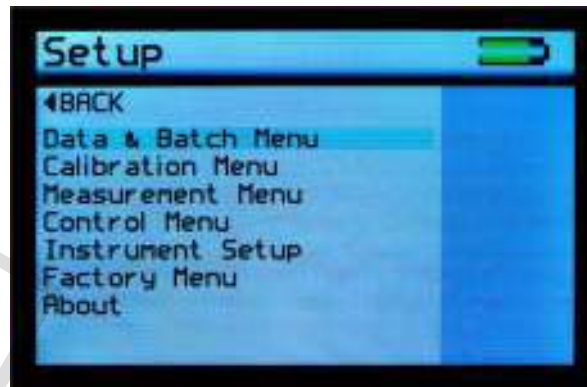 Setup
◀BACK
Data & Batch Menu
Calibration Menu
Measurement Menu
Control Menu
Instrument Setup
Factory Menu
About